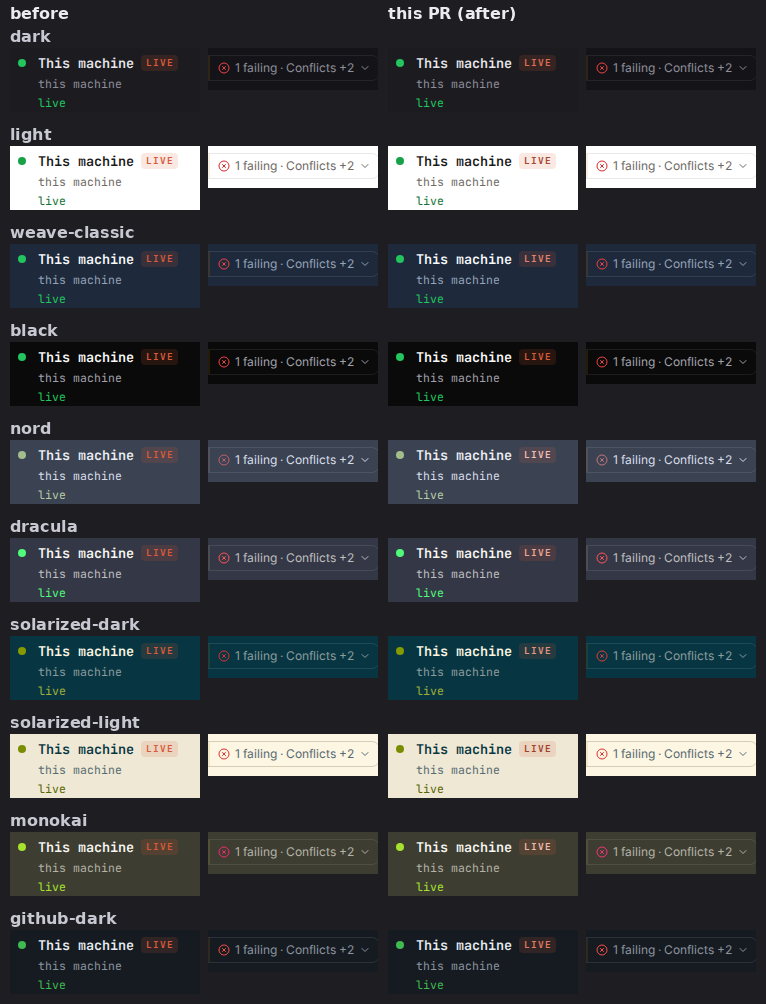 before this PR (after)
dark
This machine LIVE 1 failing · Conflicts +2 This machine LIVE 1 failing · Conflicts +2
this machine this machine
live live
light
This machine LIVE 1 failing · Conflicts +2 This machine LIVE 1 failing · Conflicts +2
this machine this machine
live live
weave-classic
This machine LIVE 1 failing · Conflicts +2 This machine LIVE 1 failing · Conflicts +2
this machine this machine
live live
black
This machine LIVE 1 failing · Conflicts +2 This machine LIVE 1 failing · Conflicts +2
this machine this machine
live live
nord
This machine LIVE 1 failing · Conflicts +2 This machine LIVE 1 failing · Conflicts +2
this machine this machine
live live
dracula
This machine LIVE 1 failing · Conflicts +2 This machine LIVE 1 failing · Conflicts +2
this machine this machine
live live
solarized-dark
This machine LIVE 1 failing · Conflicts +2 This machine LIVE 1 failing · Conflicts +2
this machine this machine
live live
solarized-light
This machine LIVE 1 failing · Conflicts +2 This machine LIVE 1 failing · Conflicts +2
this machine this machine
live live
monokai
This machine LIVE 1 failing · Conflicts +2 This machine LIVE 1 failing · Conflicts +2
this machine this machine
live live
github-dark
This machine LIVE 1 failing · Conflicts +2 This machine LIVE 1 failing · Conflicts +2
this machine this machine
live live